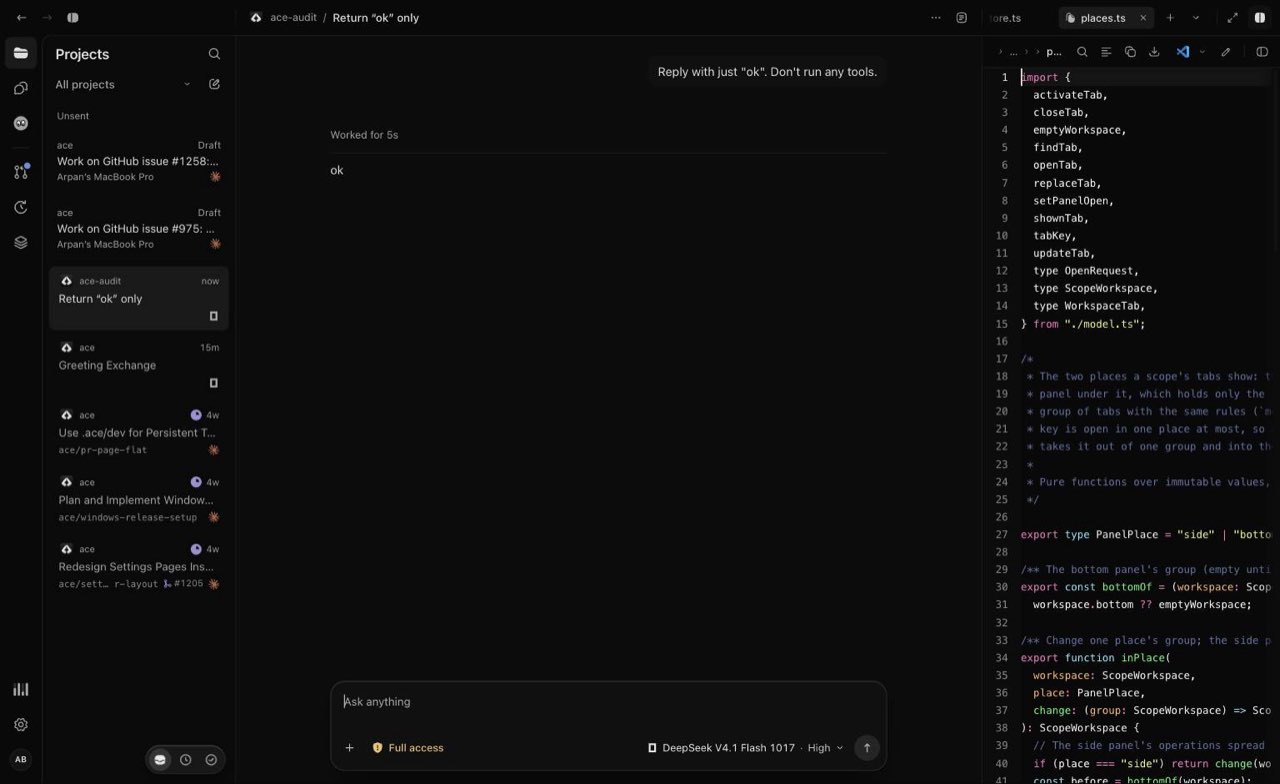 ace-audit / Return “ok” only
ore.ts
places.ts
Projects
All projects
Unsent
ace Draft
Work on GitHub issue #1258:...
Arpan's MacBook Pro
ace Draft
Work on GitHub issue #975: ...
Arpan's MacBook Pro
ace-audit now
Return “ok” only
ace 15m
Greeting Exchange
ace 4w
Use .ace/dev for Persistent T...
ace/pr-page-flat
ace 4w
Plan and Implement Window...
ace/windows-release-setup
ace 4w
Redesign Settings Pages Ins...
ace/sett... r-layout #1205
AB
Reply with just "ok". Don't run any tools.
Worked for 5s
ok
Ask anything
Full access
DeepSeek V4.1 Flash 1017 · High
... p...
1 import {
2 activateTab,
3 closeTab,
4 emptyWorkspace,
5 findTab,
6 openTab,
7 replaceTab,
8 setPanelOpen,
9 shownTab,
10 tabKey,
11 updateTab,
12 type OpenRequest,
13 type ScopeWorkspace,
14 type WorkspaceTab,
15 } from "./model.ts";
16
17 /*
18 * The two places a scope's tabs show:
19 * panel under it, which holds only the
20 * group of tabs with the same rules (`m
21 * key is open in one place at most, so
22 * takes it out of one group and into th
23 *
24 * Pure functions over immutable values,
25 */
26
27 export type PanelPlace = "side" | "botto
28
29 /** The bottom panel's group (empty unti
30 export const bottomOf = (workspace: Scop
31 workspace.bottom ?? emptyWorkspace;
32
33 /** Change one place's group; the side p
34 export function inPlace(
35 workspace: ScopeWorkspace,
36 place: PanelPlace,
37 change: (group: ScopeWorkspace) => Sco
38 ): ScopeWorkspace {
39 // The side panel's operations spread
40 if (place === "side") return change(wo
41 const before = bottomOf(workspace);